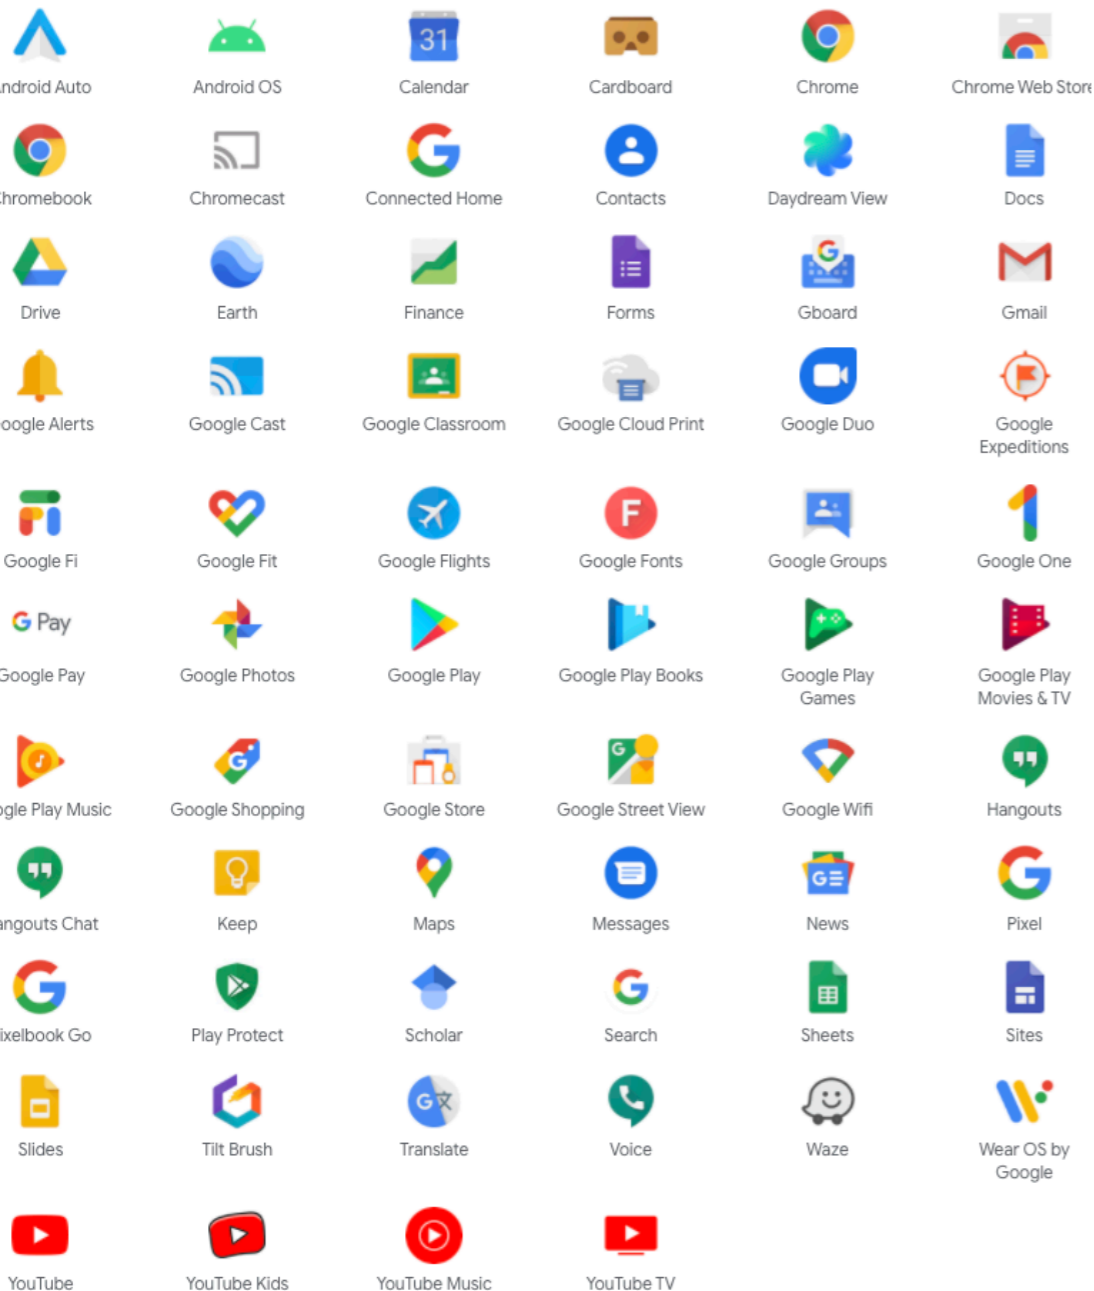 ndroid Auto Android OS Calendar Cardboard Chrome Chrome Web Store
31
hromebook Chromecast Connected Home Contacts Daydream View Docs
Drive Earth Finance Forms Gboard Gmail
oogle Alerts Google Cast Google Classroom Google Cloud Print Google Duo Google
Expeditions
Google Fi Google Fit Google Flights Google Fonts Google Groups Google One
G Pay
Google Pay Google Photos Google Play Google Play Books Google Play Google Play
Games Movies & TV
ogle Play Music Google Shopping Google Store Google Street View Google Wifi Hangouts
angouts Chat Keep Maps Messages News Pixel
ixelbook Go Play Protect Scholar Search Sheets Sites
Slides Tilt Brush Translate Voice Waze Wear OS by
Google
YouTube YouTube Kids YouTube Music YouTube TV